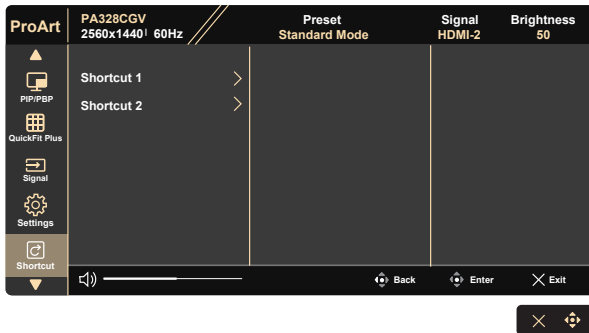 ProArt
PA328CGV
2560x1440 60Hz
Preset
Standard Mode
Signal
HDMI-2
Brightness
50
PIP/PBP
QuickFit Plus
Signal
Settings
Shortcut
Shortcut 1
Shortcut 2
Back
Enter
Exit